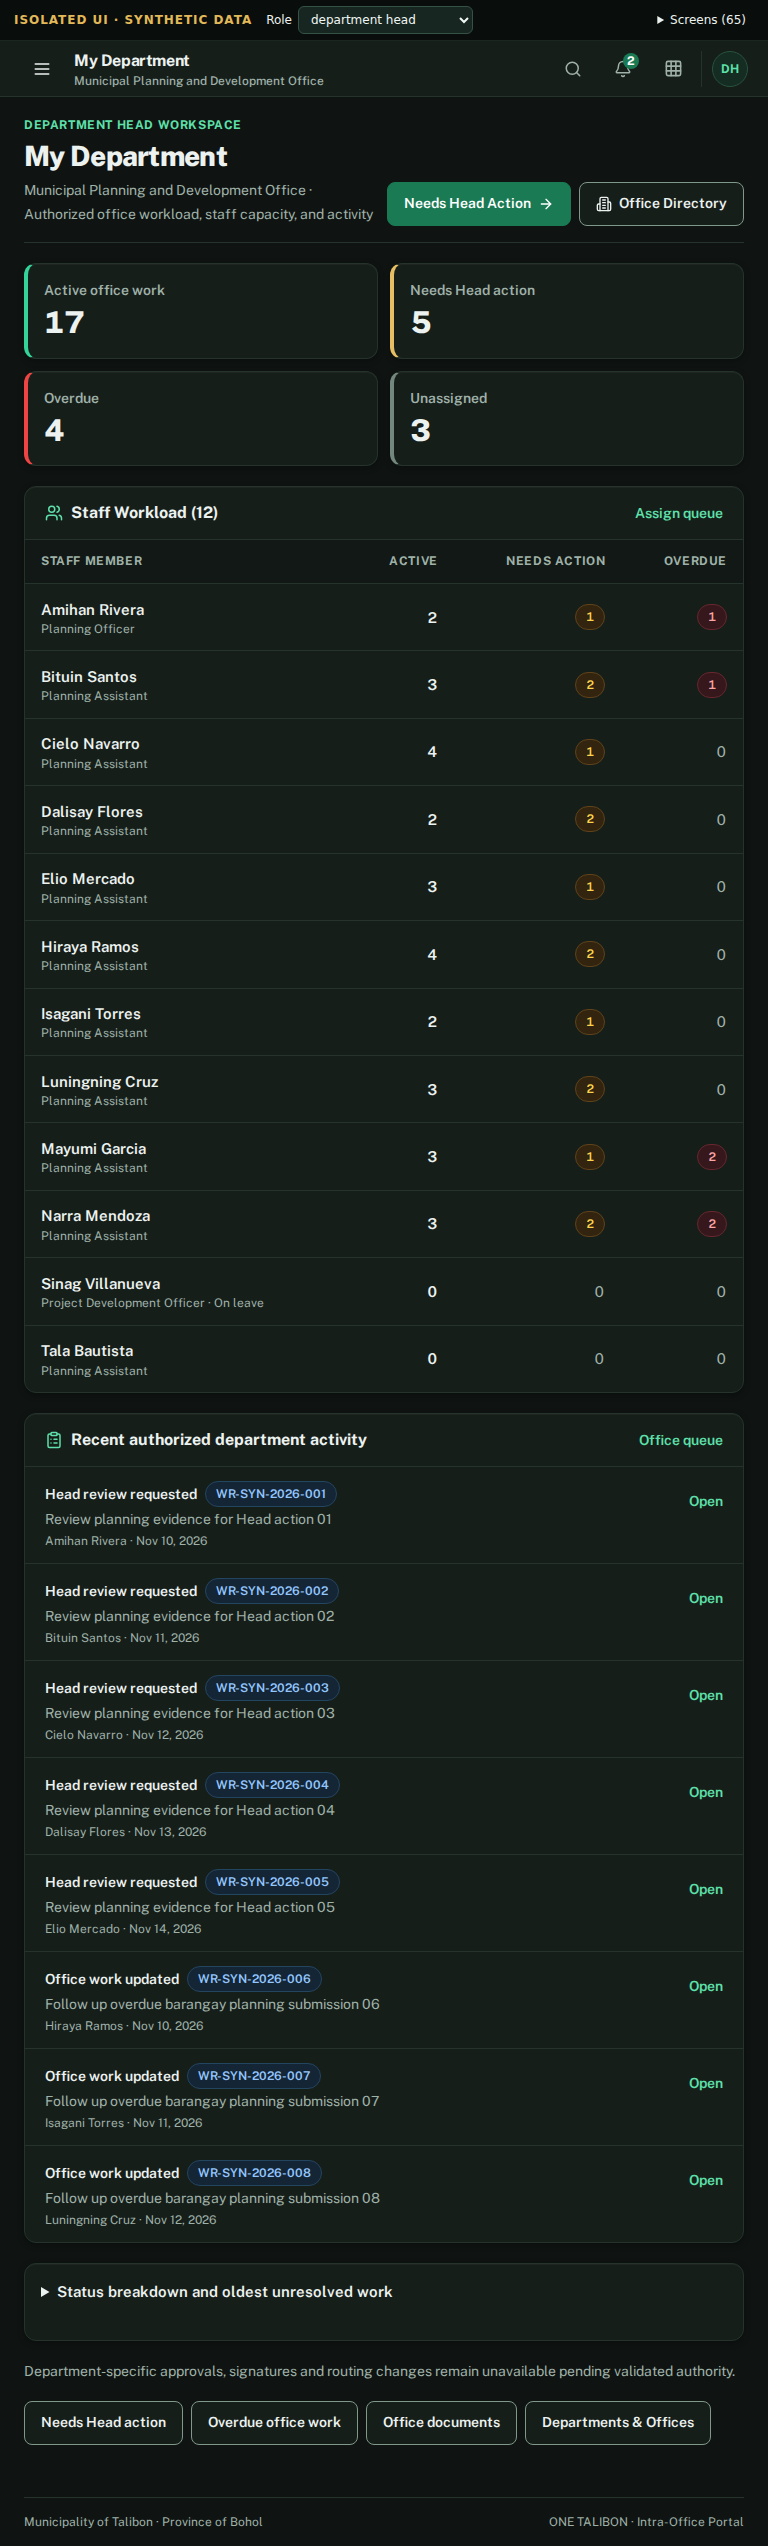 ISOLATED UI · SYNTHETIC DATA Role department head Screens (65)
My Department
Municipal Planning and Development Office
2
DH
DEPARTMENT HEAD WORKSPACE
My Department
Municipal Planning and Development Office ·
Authorized office workload, staff capacity, and activity
Needs Head Action
Office Directory
Active office work
17
Needs Head action
5
Overdue
4
Unassigned
3
Staff Workload (12) Assign queue
STAFF MEMBER ACTIVE NEEDS ACTION OVERDUE
Amihan Rivera
Planning Officer
2 1 1
Bituin Santos
Planning Assistant
3 2 1
Cielo Navarro
Planning Assistant
4 1 0
Dalisay Flores
Planning Assistant
2 2 0
Elio Mercado
Planning Assistant
3 1 0
Hiraya Ramos
Planning Assistant
4 2 0
Isagani Torres
Planning Assistant
2 1 0
Luningning Cruz
Planning Assistant
3 2 0
Mayumi Garcia
Planning Assistant
3 1 2
Narra Mendoza
Planning Assistant
3 2 2
Sinag Villanueva
Project Development Officer · On leave
0 0 0
Tala Bautista
Planning Assistant
0 0 0
Recent authorized department activity Office queue
Head review requested WR-SYN-2026-001
Review planning evidence for Head action 01
Amihan Rivera · Nov 10, 2026
Open
Head review requested WR-SYN-2026-002
Review planning evidence for Head action 02
Bituin Santos · Nov 11, 2026
Open
Head review requested WR-SYN-2026-003
Review planning evidence for Head action 03
Cielo Navarro · Nov 12, 2026
Open
Head review requested WR-SYN-2026-004
Review planning evidence for Head action 04
Dalisay Flores · Nov 13, 2026
Open
Head review requested WR-SYN-2026-005
Review planning evidence for Head action 05
Elio Mercado · Nov 14, 2026
Open
Office work updated WR-SYN-2026-006
Follow up overdue barangay planning submission 06
Hiraya Ramos · Nov 10, 2026
Open
Office work updated WR-SYN-2026-007
Follow up overdue barangay planning submission 07
Isagani Torres · Nov 11, 2026
Open
Office work updated WR-SYN-2026-008
Follow up overdue barangay planning submission 08
Luningning Cruz · Nov 12, 2026
Open
Status breakdown and oldest unresolved work
Department-specific approvals, signatures and routing changes remain unavailable pending validated authority.
Needs Head action
Overdue office work
Office documents
Departments & Offices
Municipality of Talibon · Province of Bohol ONE TALIBON · Intra-Office Portal